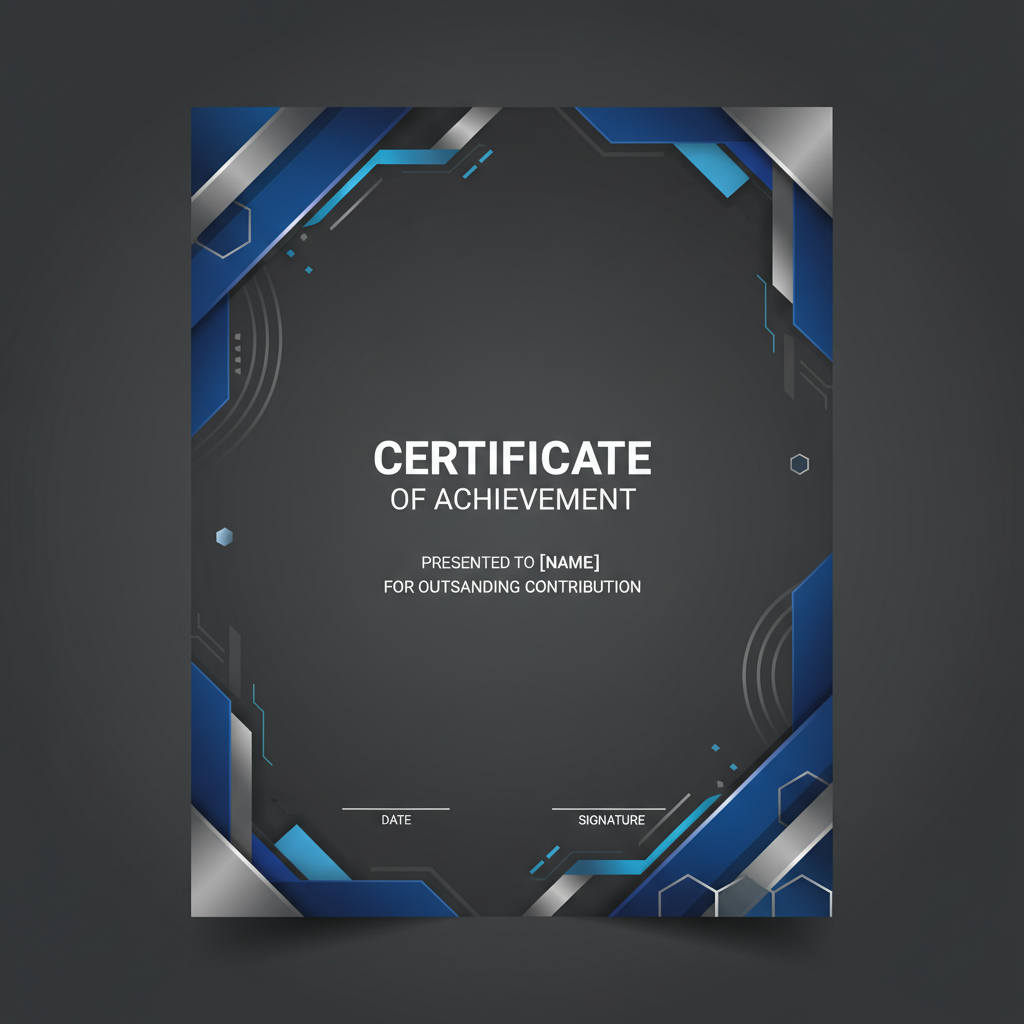 CERTIFICATE
OF ACHIEVEMENT
PRESENTED TO [NAME]
FOR OUTSANDING CONTRIBUTION
DATE
SIGNATURE